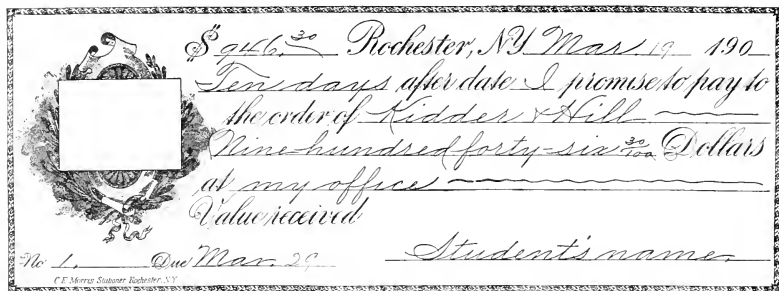 $ 946.30 Rochester, N.Y. Mar. 19 190
Ten days after date I promise to pay to
the order of Kidder & Hill
Nine hundred forty-six 30/100 Dollars
at my office
Value received
No 1. Due Mar. 29 Student's name.
C.E. Morris Stationer Rochester, N.Y.